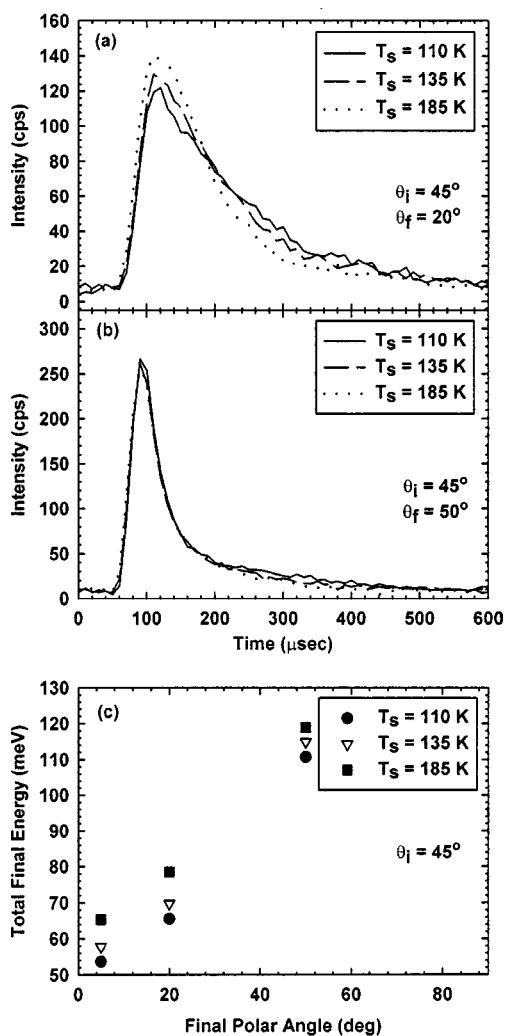 160
140
120
100
80
60
40
20
0
Intensity (cps)
(a)
Ts = 110 K
Ts = 135 K
Ts = 185 K
θi = 45°
θf = 20°
300
250
200
150
100
50
0
Intensity (cps)
(b)
Ts = 110 K
Ts = 135 K
Ts = 185 K
θi = 45°
θf = 50°
0 100 200 300 400 500 600
Time (μsec)
130
120
110
100
90
80
70
60
50
Total Final Energy (meV)
(c)
Ts = 110 K
Ts = 135 K
Ts = 185 K
θi = 45°
0 20 40 60 80
Final Polar Angle (deg)